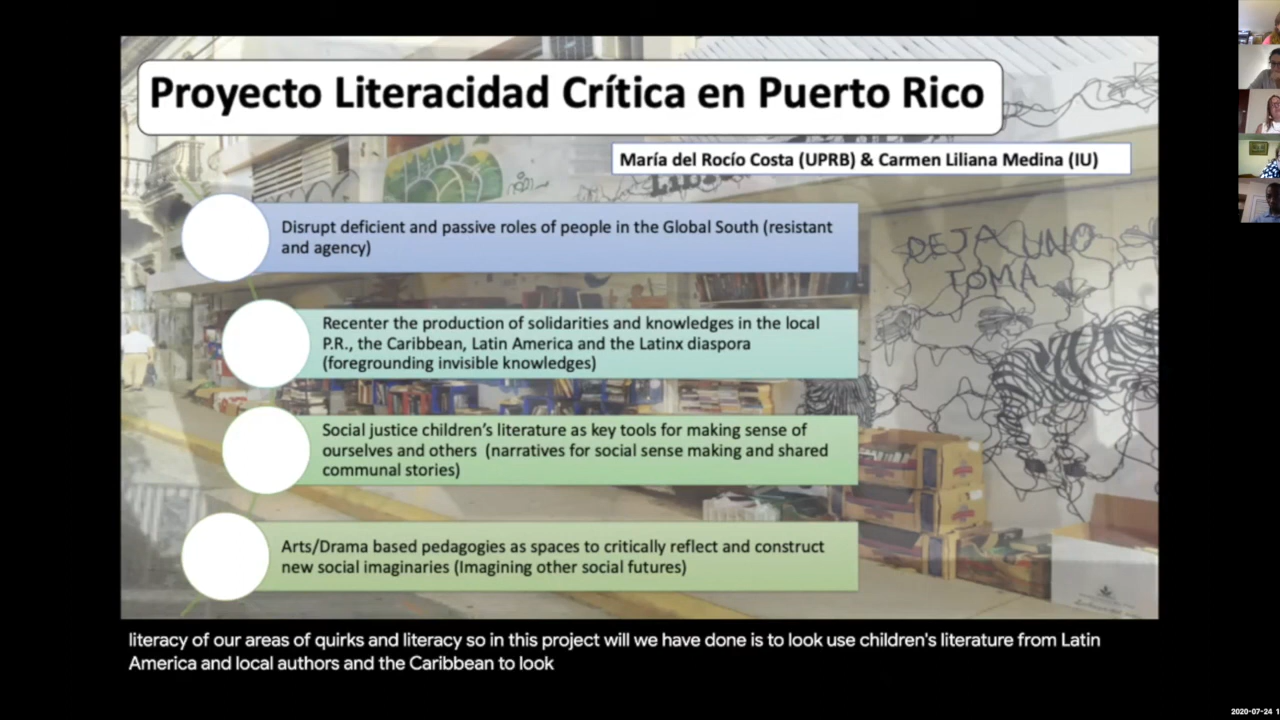 Proyecto Literacidad Crítica en Puerto Rico
María del Rocío Costa (UPRB) & Carmen Liliana Medina (IU)
Disrupt deficient and passive roles of people in the Global South (resistant
and agency)
Recenter the production of solidarities and knowledges in the local
P.R., the Caribbean, Latin America and the Latinx diaspora
(foregrounding invisible knowledges)
Social justice children's literature as key tools for making sense of
ourselves and others (narratives for social sense making and shared
communal stories)
Arts/Drama based pedagogies as spaces to critically reflect and construct
new social imaginaries (Imagining other social futures)
DEJA UNO
TOMA
literacy of our areas of quirks and literacy so in this project will we have done is to look use children's literature from Latin
America and local authors and the Caribbean to look
2020-07-24 1